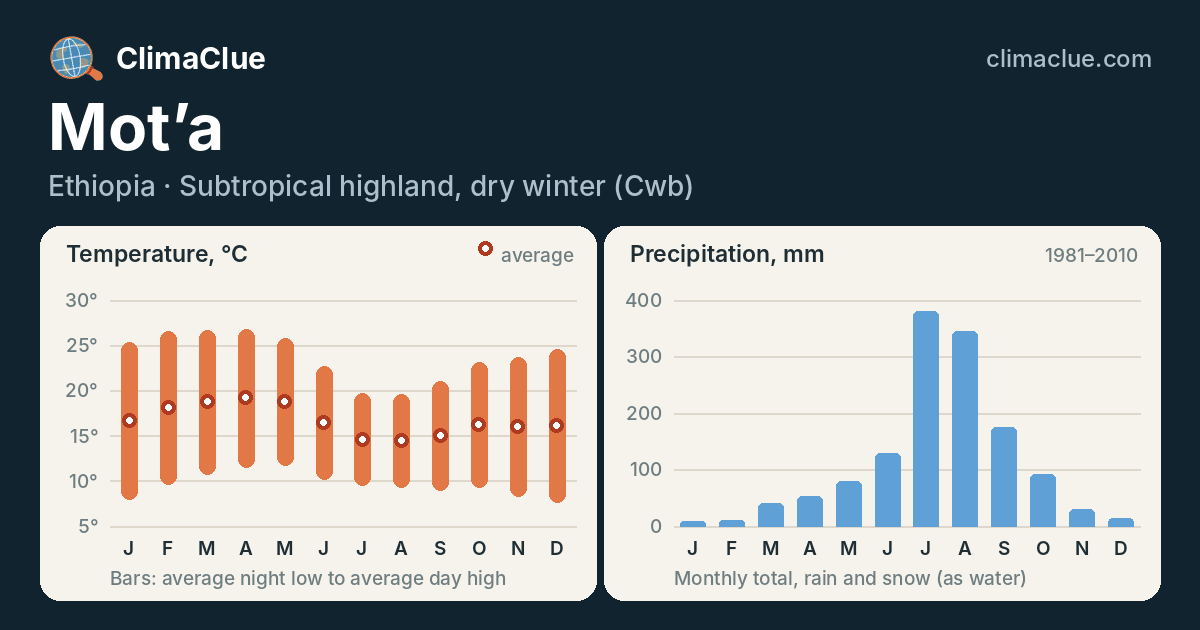 ClimaClue
climaclue.com
Mot’a
Ethiopia · Subtropical highland, dry winter (Cwb)
Temperature, °C
average
30°
25°
20°
15°
10°
5°
J F M A M J J A S O N D
Bars: average night low to average day high
Precipitation, mm
1981–2010
400
300
200
100
0
J F M A M J J A S O N D
Monthly total, rain and snow (as water)